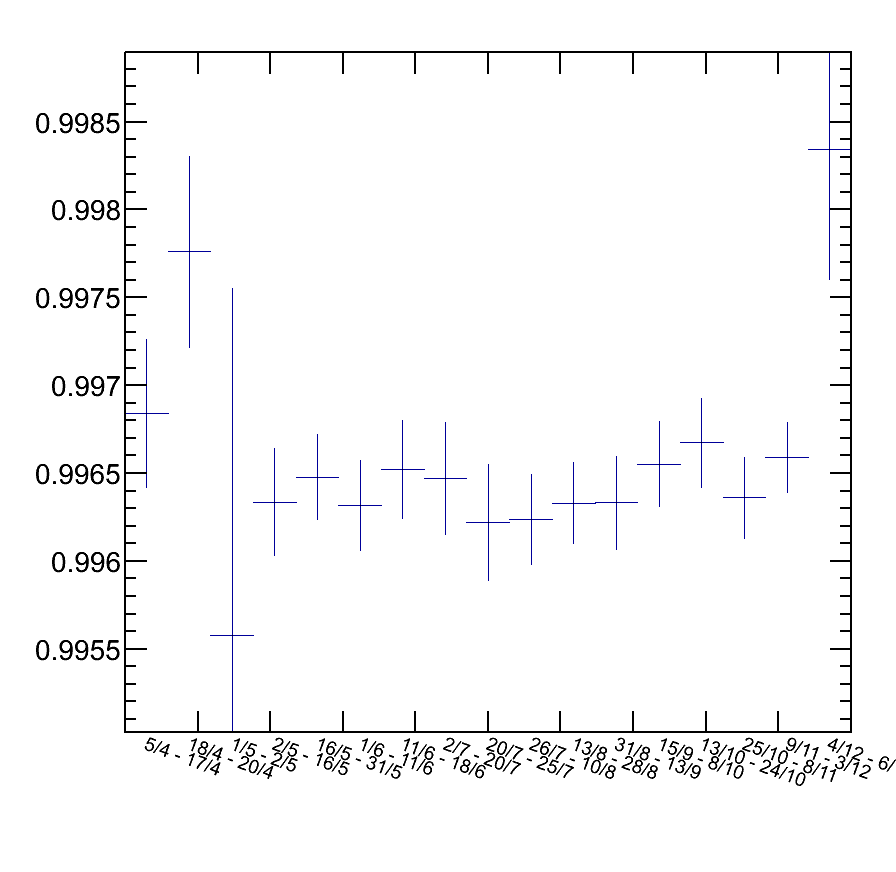 0.9985
0.998
0.9975
0.997
0.9965
0.996
0.9955
5/4 - 17/4
18/4 - 20/4
1/5 - 2/5
2/5 - 16/5
16/5 - 31/5
1/6 - 11/6
11/6 - 18/6
2/7 - 20/7
20/7 - 25/7
26/7 - 10/8
13/8 - 28/8
31/8 - 13/9
15/9 - 8/10
13/10 - 24/10
25/10 - 8/11
9/11 - 3/12
4/12 - 6/